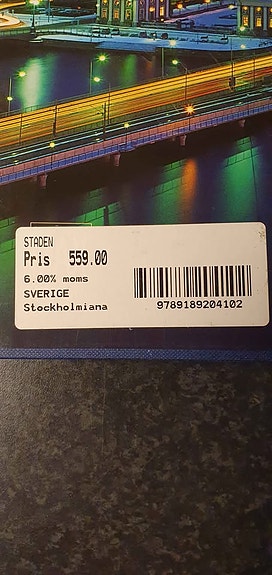 STADEN
Pris 559.00
6.00% moms
SVERIGE
Stockholmiana
9789189204102